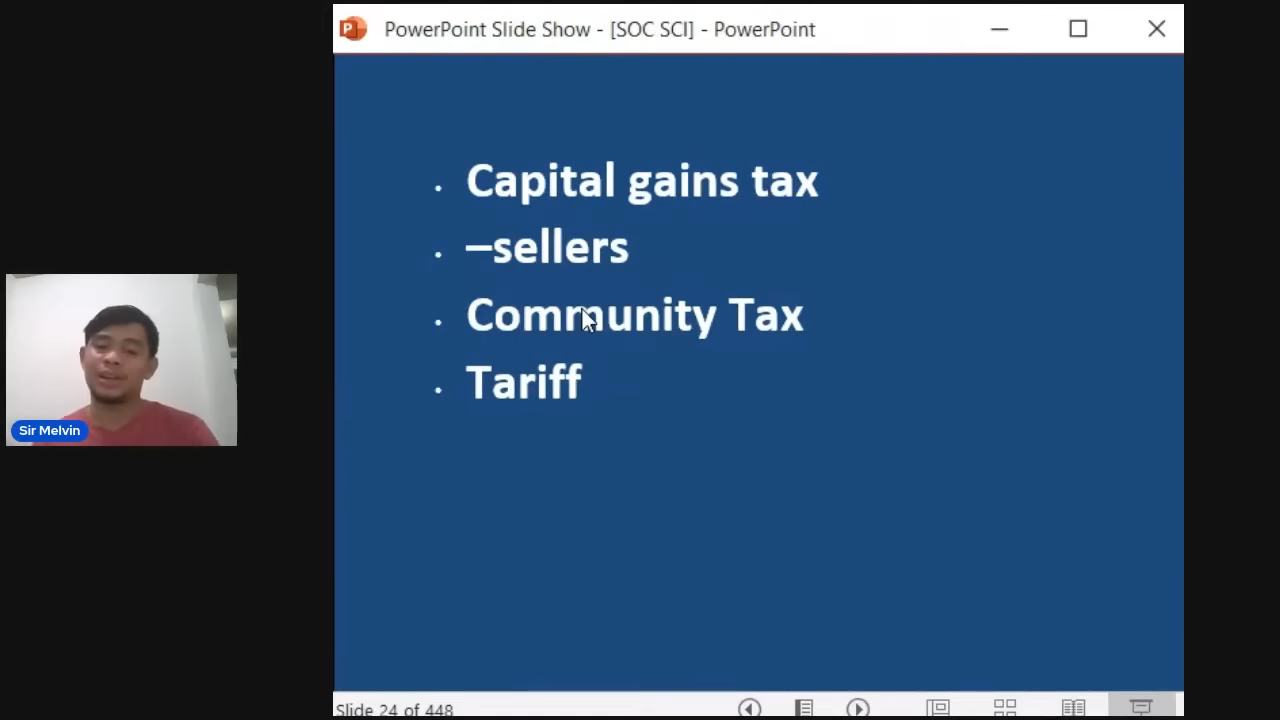 PowerPoint Slide Show - [SOC SCI] - PowerPoint
Capital gains tax
–sellers
Community Tax
Tariff
Sir Melvin
Slide 24 of 448